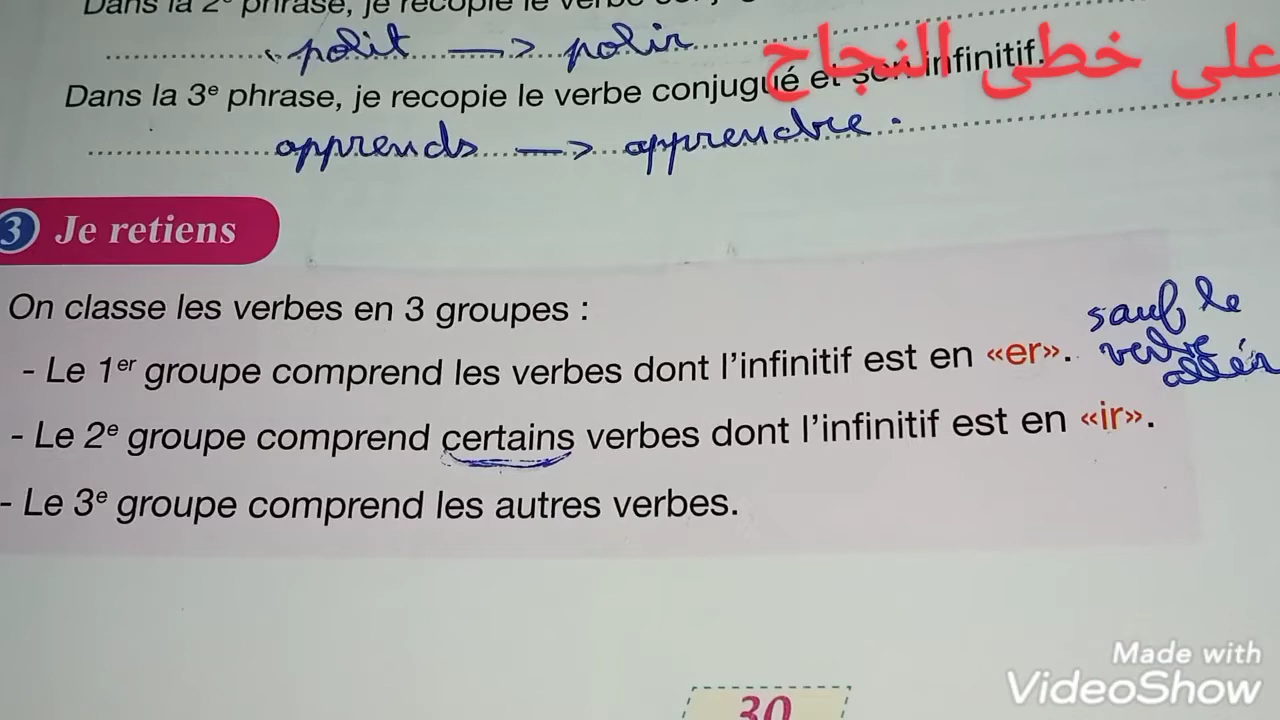 Dans la 2e phrase, je recopie le verbe
polit → polir
على خطى النجاح
Dans la 3e phrase, je recopie le verbe conjugué et son infinitif.
apprends → apprendre.
3 Je retiens
On classe les verbes en 3 groupes :
- Le 1er groupe comprend les verbes dont l'infinitif est en «er».
sauf le
verbe
aller
- Le 2e groupe comprend certains verbes dont l'infinitif est en «ir».
- Le 3e groupe comprend les autres verbes.
30
Made with
VideoShow